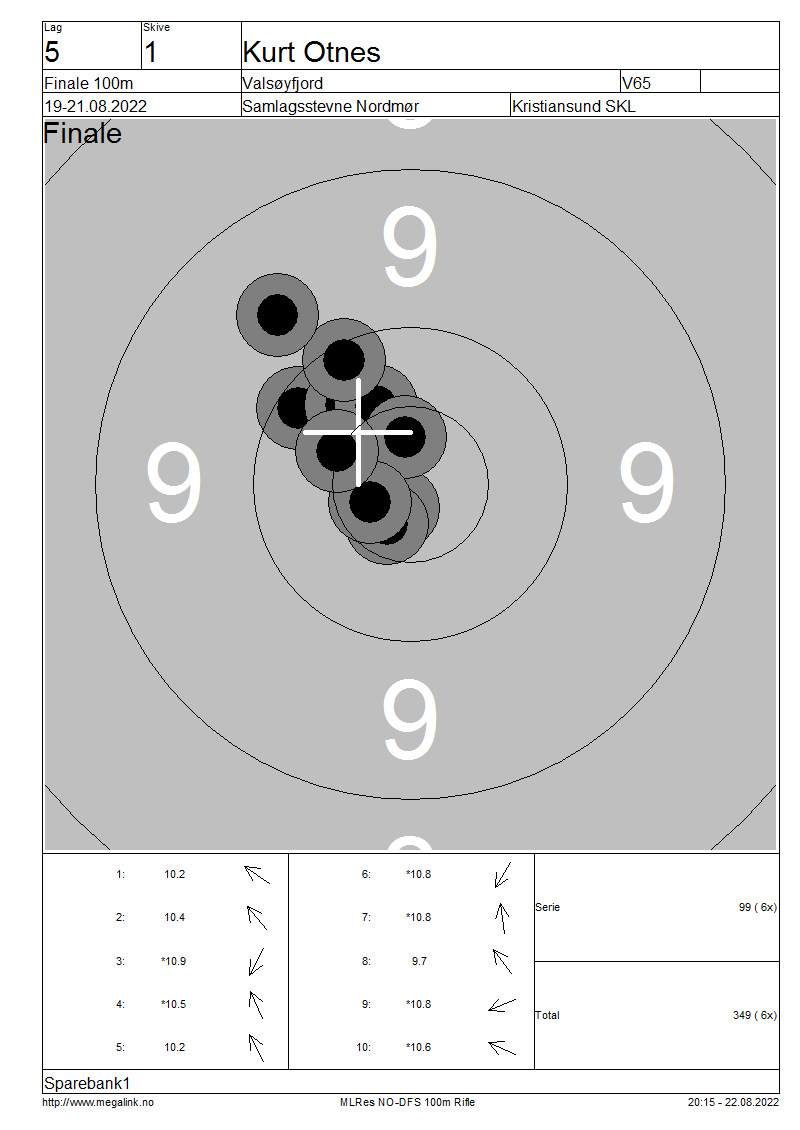 Lag Skive
5 1 Kurt Otnes
Finale 100m Valsøyfjord V65
19-21.08.2022 Samlagsstevne Nordmør Kristiansund SKL
Finale
9
9 9
9
1: 10.2 6: *10.8
2: 10.4 7: *10.8
Serie 99 ( 6x)
3: *10.9 8: 9.7
4: *10.5 9: *10.8
Total 349 ( 6x)
5: 10.2 10: *10.6
Sparebank1
http://www.megalink.no MLRes NO-DFS 100m Rifle 20:15 - 22.08.2022